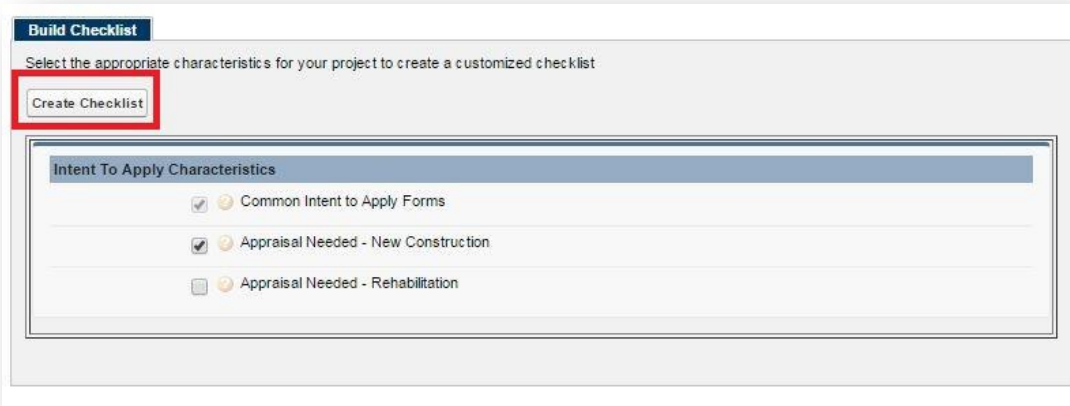 Build Checklist
Select the appropriate characteristics for your project to create a customized checklist
Create Checklist
Intent To Apply Characteristics
Common Intent to Apply Forms
Appraisal Needed - New Construction
Appraisal Needed - Rehabilitation